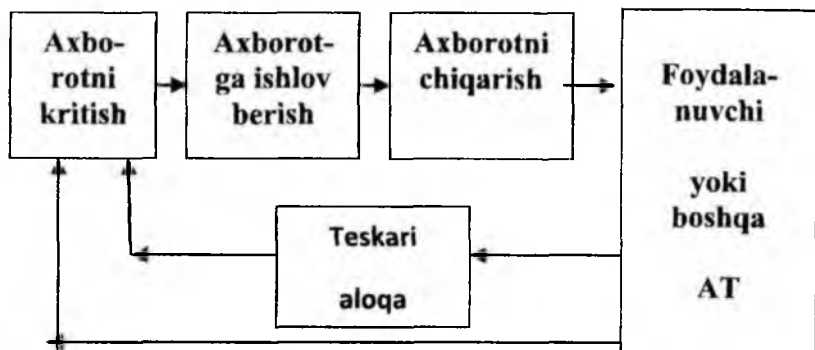 Axbo-
rotni
kritish
Axborot-
ga ishlov
berish
Axborotni
chiqarish
Foydala-
nuvchi
yoki
boshqa
AT
Teskari
aloqa